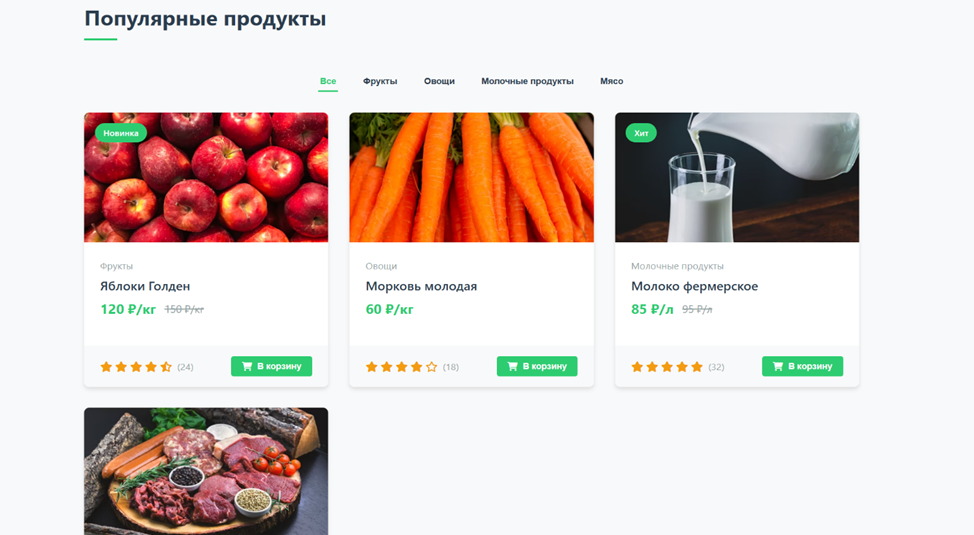 Популярные продукты
Все Фрукты Овощи Молочные продукты Мясо
Новинка
Хит
Фрукты
Яблоки Голден
120 ₽/кг 150 ₽/кг
(24) В корзину
Овощи
Морковь молодая
60 ₽/кг
(18) В корзину
Молочные продукты
Молоко фермерское
85 ₽/л 95 ₽/л
(32) В корзину